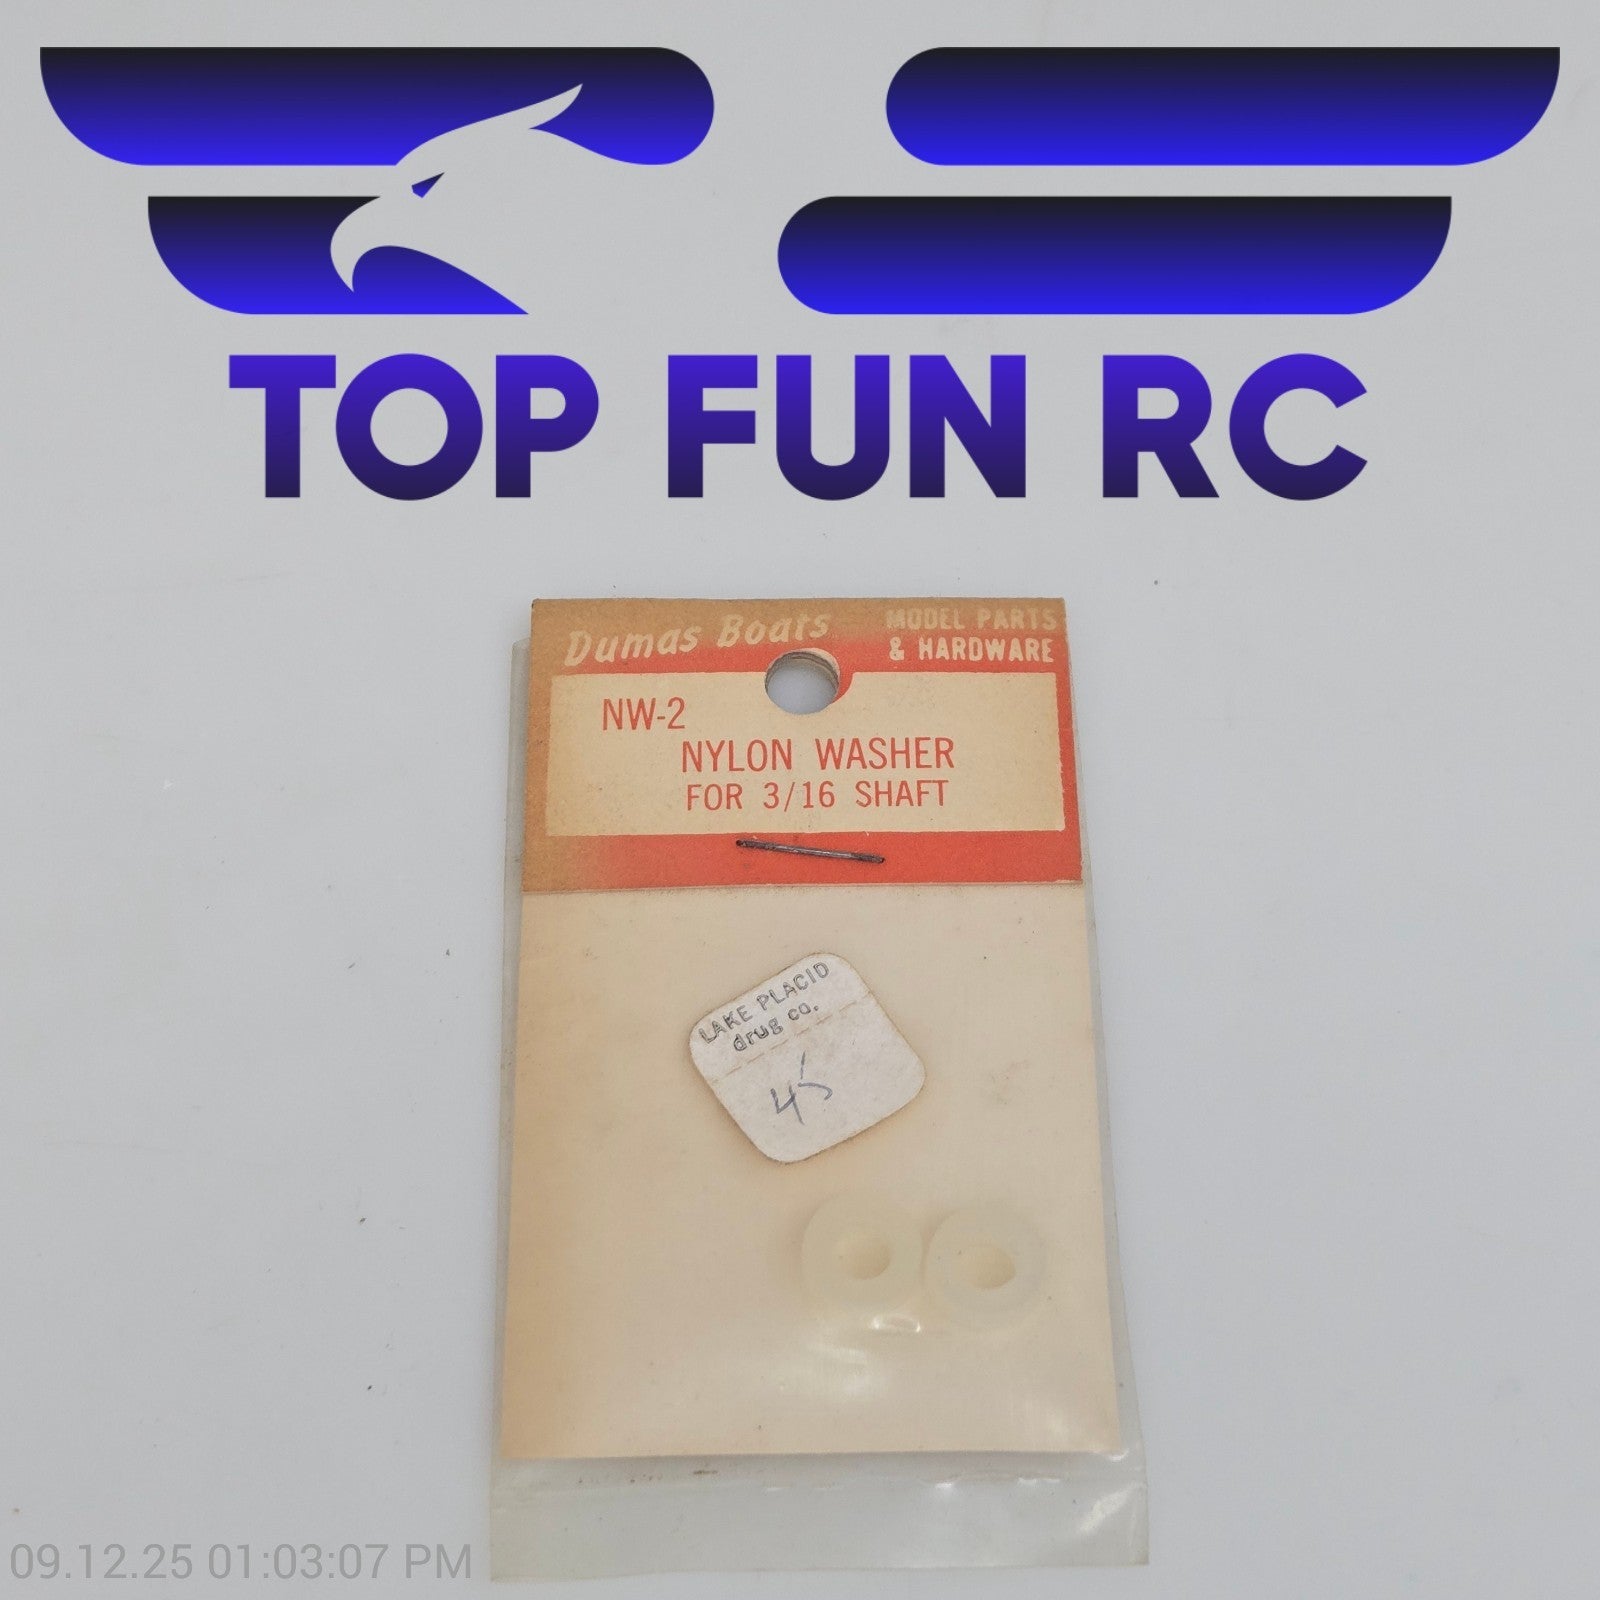 TOP FUN RC
Dumas Boats
MODEL PARTS
& HARDWARE
NW-2
NYLON WASHER
FOR 3/16 SHAFT
LAKE PLACID
drug co.
45
09.12.25 01:03:07 PM